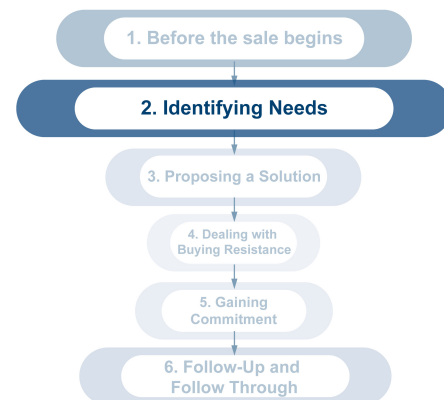 1. Before the sale begins
2. Identifying Needs
3. Proposing a Solution
4. Dealing with
Buying Resistance
5. Gaining
Commitment
6. Follow-Up and
Follow Through